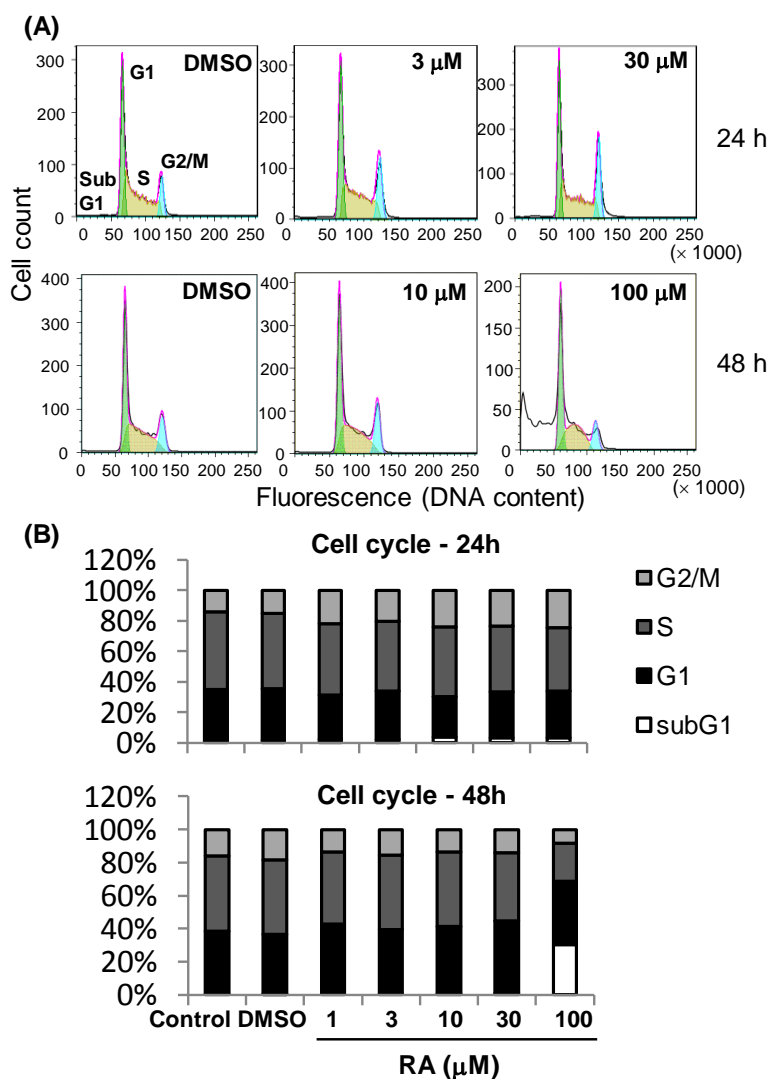 (A)
DMSO
3 μM
30 μM
G1
Sub
G1
S
G2/M
300
200
100
0
300
200
100
0
300
200
100
0
0 50 100 150 200 250
0 50 100 150 200 250
0 50 100 150 200 250
(× 1000)
24 h
Cell count
DMSO
10 μM
100 μM
400
300
200
100
0
400
300
200
100
0
200
150
100
50
0
0 50 100 150 200 250
0 50 100 150 200 250
0 50 100 150 200 250
(× 1000)
48 h
Fluorescence (DNA content)
(B)
Cell cycle - 24h
120%
100%
80%
60%
40%
20%
0%
G2/M
S
G1
subG1
Cell cycle - 48h
120%
100%
80%
60%
40%
20%
0%
Control DMSO 1 3 10 30 100
RA (μM)